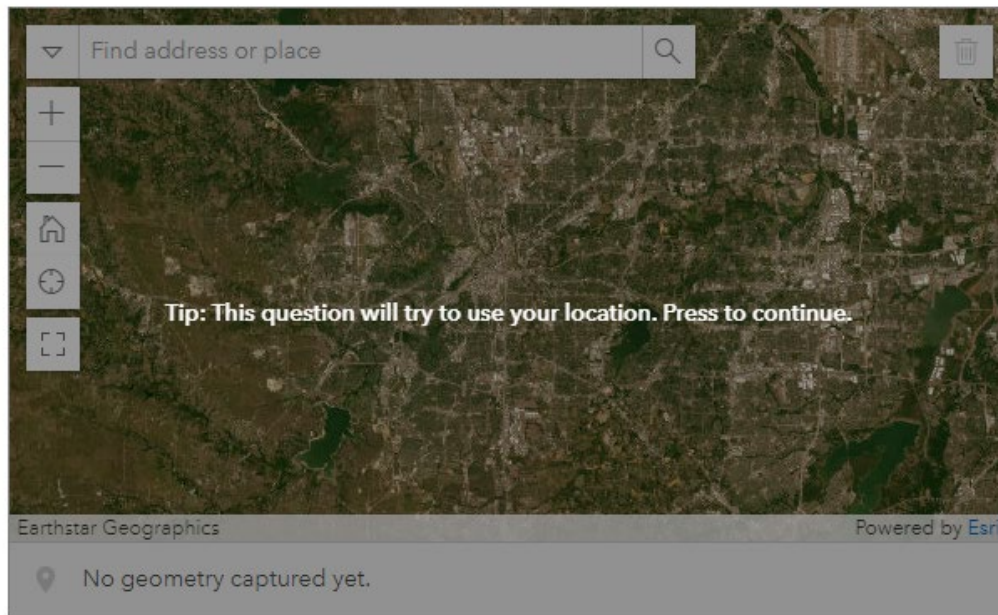 Find address or place
Tip: This question will try to use your location. Press to continue.
Earthstar Geographics
Powered by Esri
No geometry captured yet.